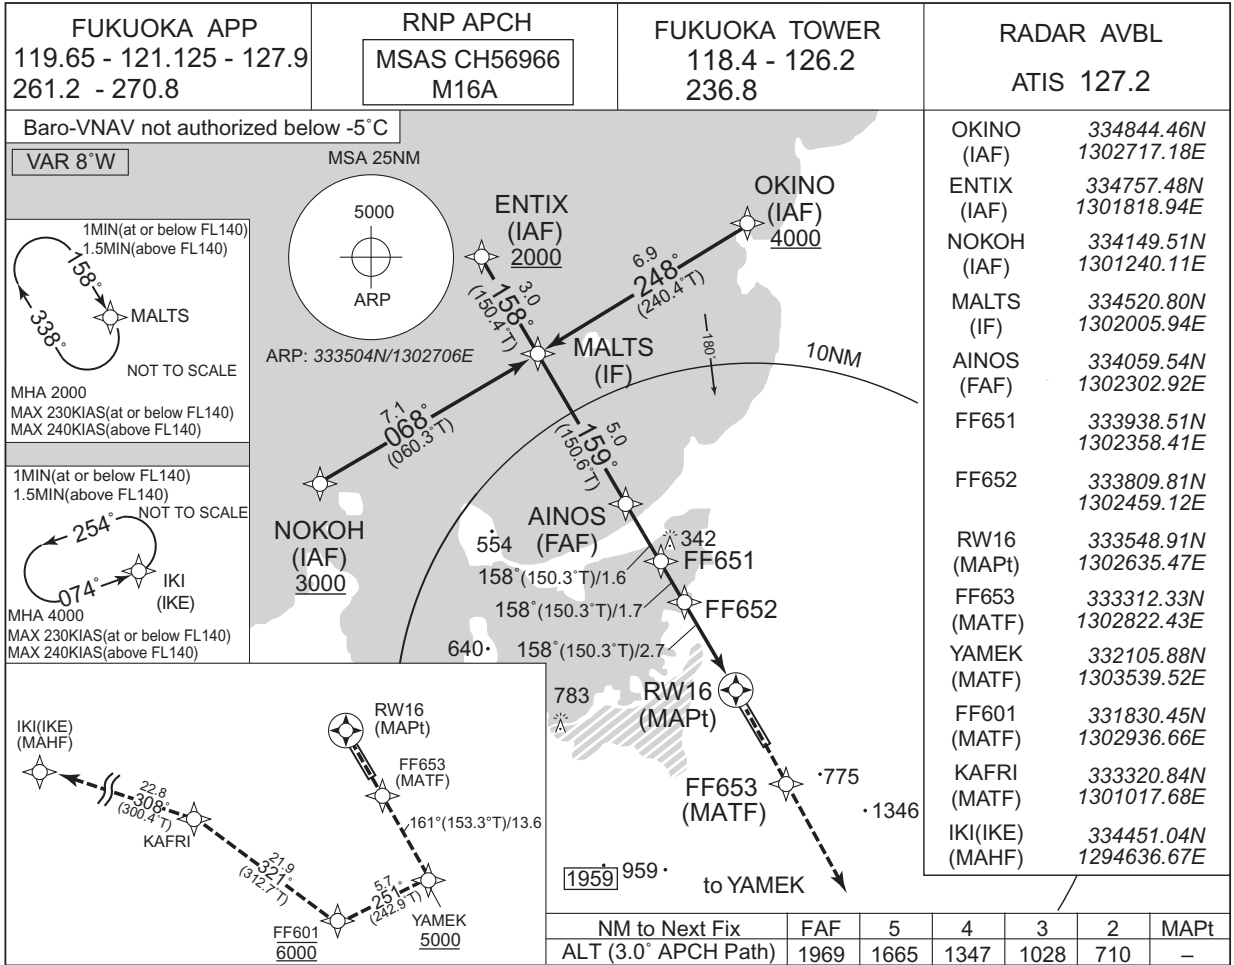 FUKUOKA APP
119.65 - 121.125 - 127.9
261.2 - 270.8
RNP APCH
MSAS CH56966
M16A
FUKUOKA TOWER
118.4 - 126.2
236.8
RADAR AVBL
ATIS 127.2
Baro-VNAV not authorized below -5˚C
VAR 8˚W
MSA 25NM
5000
ARP
ARP: 333504N/1302706E
1MIN(at or below FL140)
1.5MIN(above FL140)
158˚
338˚
MALTS
NOT TO SCALE
MHA 2000
MAX 230KIAS(at or below FL140)
MAX 240KIAS(above FL140)
1MIN(at or below FL140)
1.5MIN(above FL140)
NOT TO SCALE
254˚
074˚
IKI
(IKE)
MHA 4000
MAX 230KIAS(at or below FL140)
MAX 240KIAS(above FL140)
ENTIX
(IAF)
2000
OKINO
(IAF)
4000
6.9
248˚
(240.4˚T)
3.0
158˚
(150.4˚T)
MALTS
(IF)
180˚
10NM
7.1
068˚
(060.3˚T)
5.0
159˚
(150.6˚T)
NOKOH
(IAF)
3000
AINOS
(FAF)
554
342
FF651
158˚(150.3˚T)/1.6
158˚(150.3˚T)/1.7
FF652
640
158˚(150.3˚T)/2.7
783
RW16
(MAPt)
FF653
(MATF)
775
1346
1959
959
to YAMEK
IKI(IKE)
(MAHF)
RW16
(MAPt)
FF653
(MATF)
22.8
308˚
(300.4˚T)
KAFRI
161°(153.3°T)/13.6
21.9
321˚
(312.7˚T)
5.7
251˚
(242.9˚T)
FF601
6000
YAMEK
5000
OKINO 334844.46N
(IAF) 1302717.18E
ENTIX 334757.48N
(IAF) 1301818.94E
NOKOH 334149.51N
(IAF) 1301240.11E
MALTS 334520.80N
(IF) 1302005.94E
AINOS 334059.54N
(FAF) 1302302.92E
FF651 333938.51N
1302358.41E
FF652 333809.81N
1302459.12E
RW16 333548.91N
(MAPt) 1302635.47E
FF653 333312.33N
(MATF) 1302822.43E
YAMEK 332105.88N
(MATF) 1303539.52E
FF601 331830.45N
(MATF) 1302936.66E
KAFRI 333320.84N
(MATF) 1301017.68E
IKI(IKE) 334451.04N
(MAHF) 1294636.67E
NM to Next Fix FAF 5 4 3 2 MAPt
ALT (3.0˚ APCH Path) 1969 1665 1347 1028 710 –